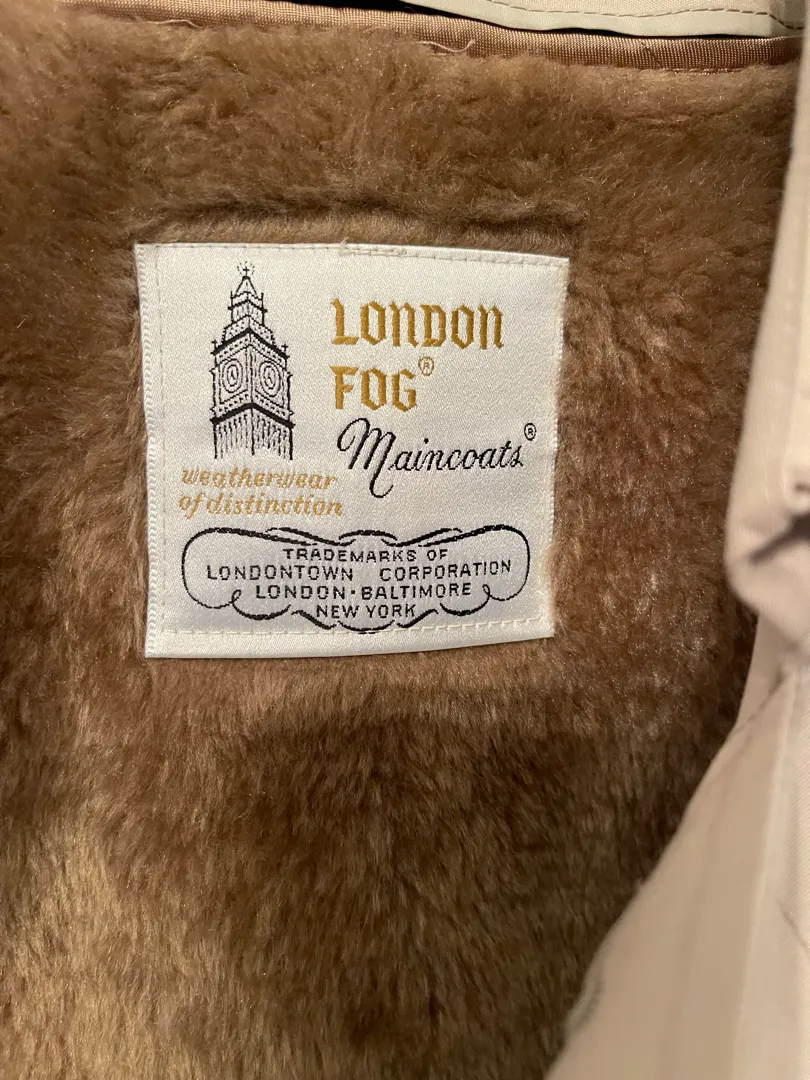 LONDON
FOG®
Maincoats®
weatherwear
of distinction
TRADEMARKS OF
LONDONTOWN CORPORATION
LONDON·BALTIMORE
NEW YORK